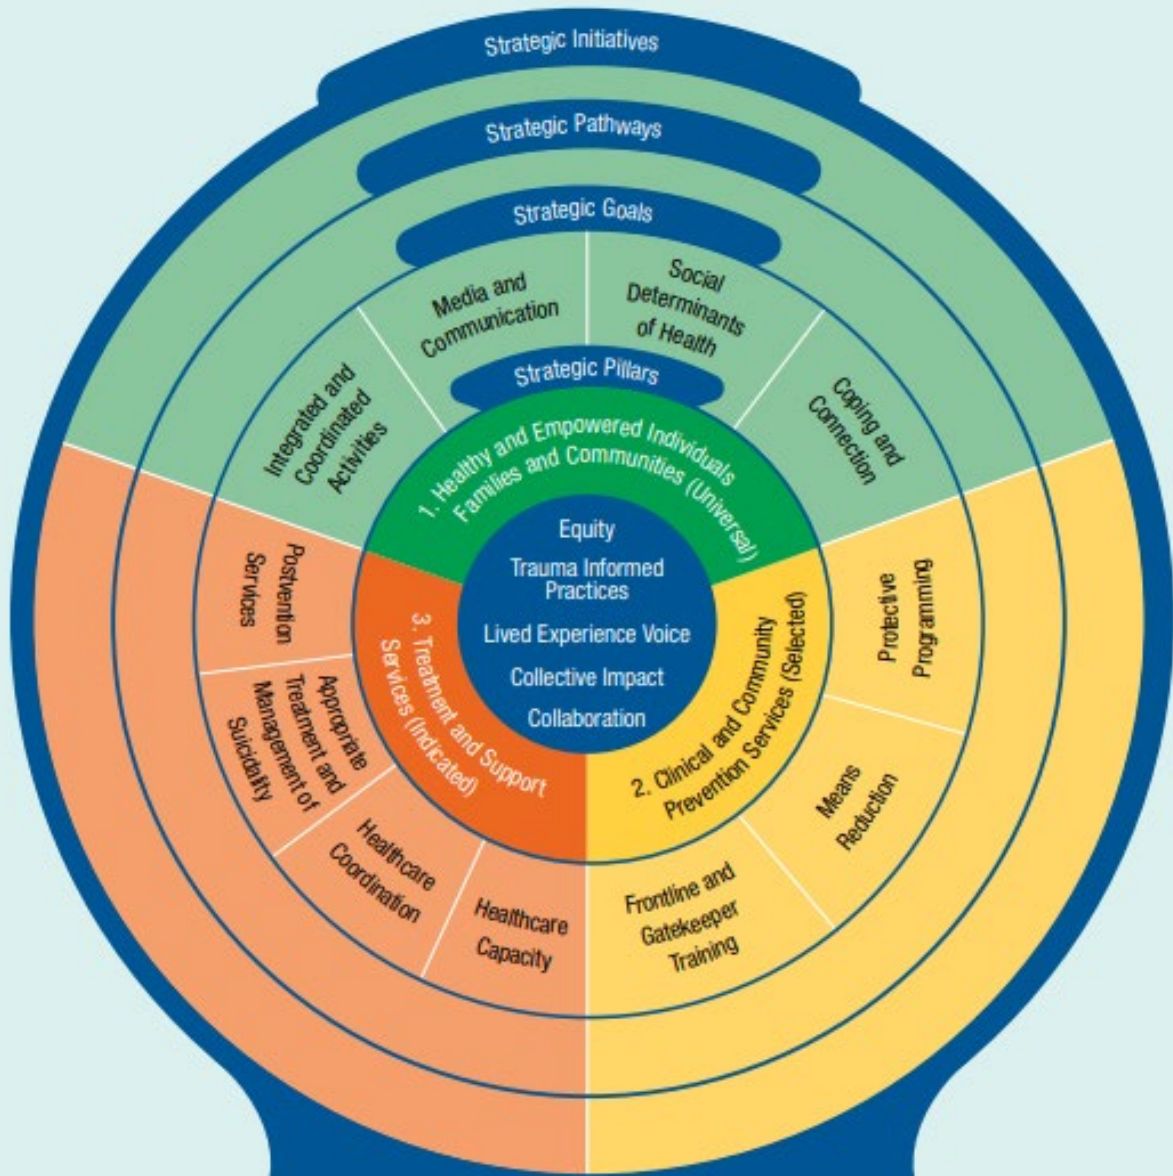 Strategic Initiatives
Strategic Pathways
Strategic Goals
Media and
Communication
Social
Determinants
of Health
Integrated and
Coordinated
Activities
Coping and
Connection
Strategic Pillars
1. Healthy and Empowered Individuals
Families and Communities (Universal)
Equity
Trauma Informed
Practices
Lived Experience Voice
Collective Impact
Collaboration
Postvention
Services
Appropriate
Treatment and
Management of
Suicidality
Healthcare
Coordination
Healthcare
Capacity
3. Treatment and Support
Services (Indicated)
2. Clinical and Community
Prevention Services (Selected)
Protective
Programming
Means
Reduction
Frontline and
Gatekeeper
Training